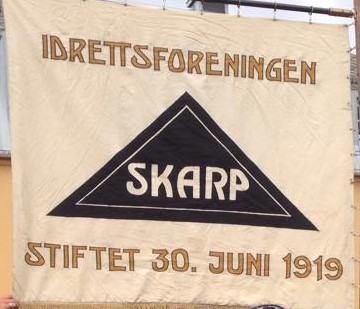 IDRETTSFORENINGEN
SKARP
STIFTET 30. JUNI 1919